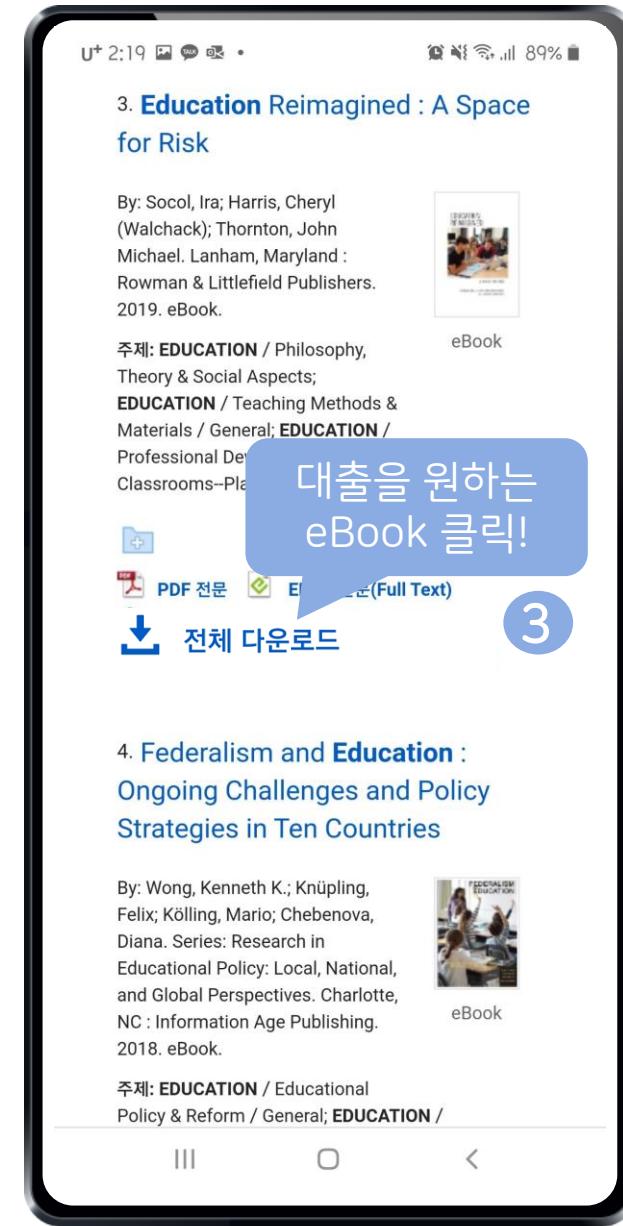 U+ 2:19 89%
3. Education Reimagined : A Space
for Risk
By: Socol, Ira; Harris, Cheryl
(Walchack); Thornton, John
Michael. Lanham, Maryland :
Rowman & Littlefield Publishers.
2019. eBook.
EDUCATION
REIMAGINED
eBook
주제: EDUCATION / Philosophy,
Theory & Social Aspects;
EDUCATION / Teaching Methods &
Materials / General; EDUCATION /
Professional
Classrooms--
대출을 원하는
eBook 클릭!
PDF 전문 (Full Text)
전체 다운로드
3
4. Federalism and Education :
Ongoing Challenges and Policy
Strategies in Ten Countries
By: Wong, Kenneth K.; Knüpling,
Felix; Kölling, Mario; Chebenova,
Diana. Series: Research in
Educational Policy: Local, National,
and Global Perspectives. Charlotte,
NC : Information Age Publishing.
2018. eBook.
FEDERALISM
EDUCATION
eBook
주제: EDUCATION / Educational
Policy & Reform / General; EDUCATION /